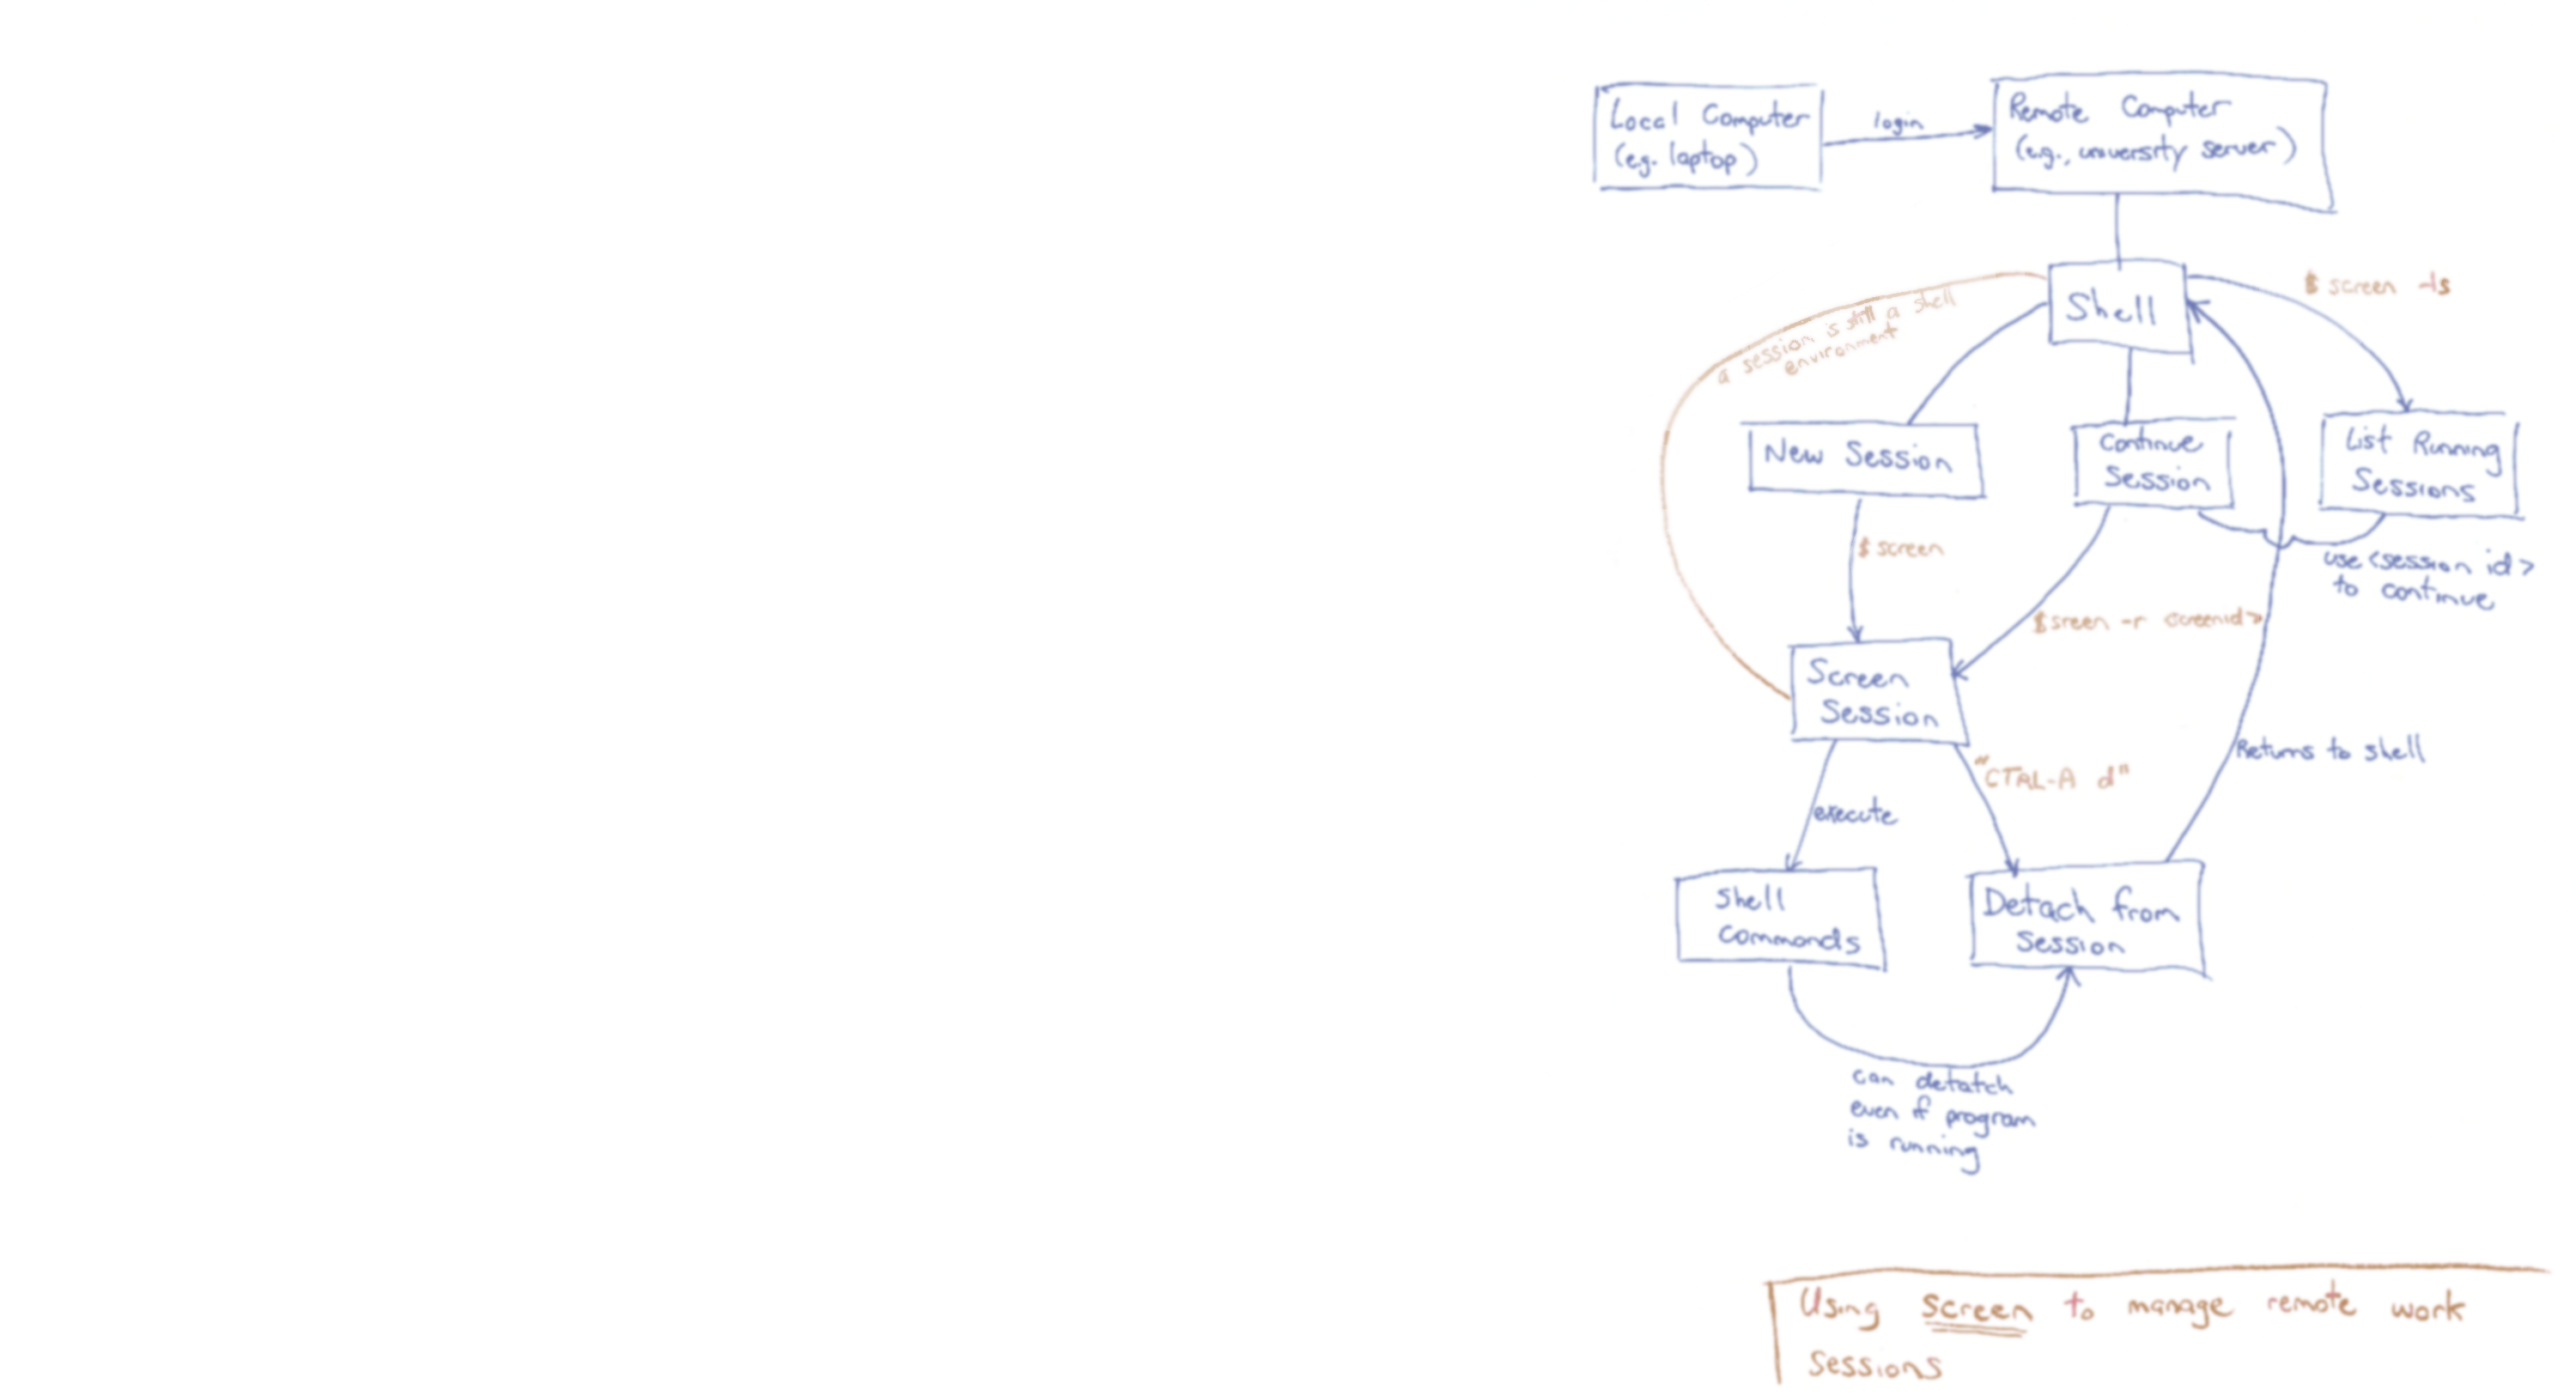 Local Computer
(eg. laptop)
login
Remote Computer
(e.g., university server)
Shell
$ screen -ls
a session is still a shell
environment
New Session
Continue
Session
List Running
Sessions
$ screen
use <session id>
to continue
$ sreen -r <screenid>
Screen
Session
"CTRL-A d"
Returns to shell
execute
shell
commands
Detach from
Session
can detatch
even if program
is running
Using screen to manage remote work
sessions